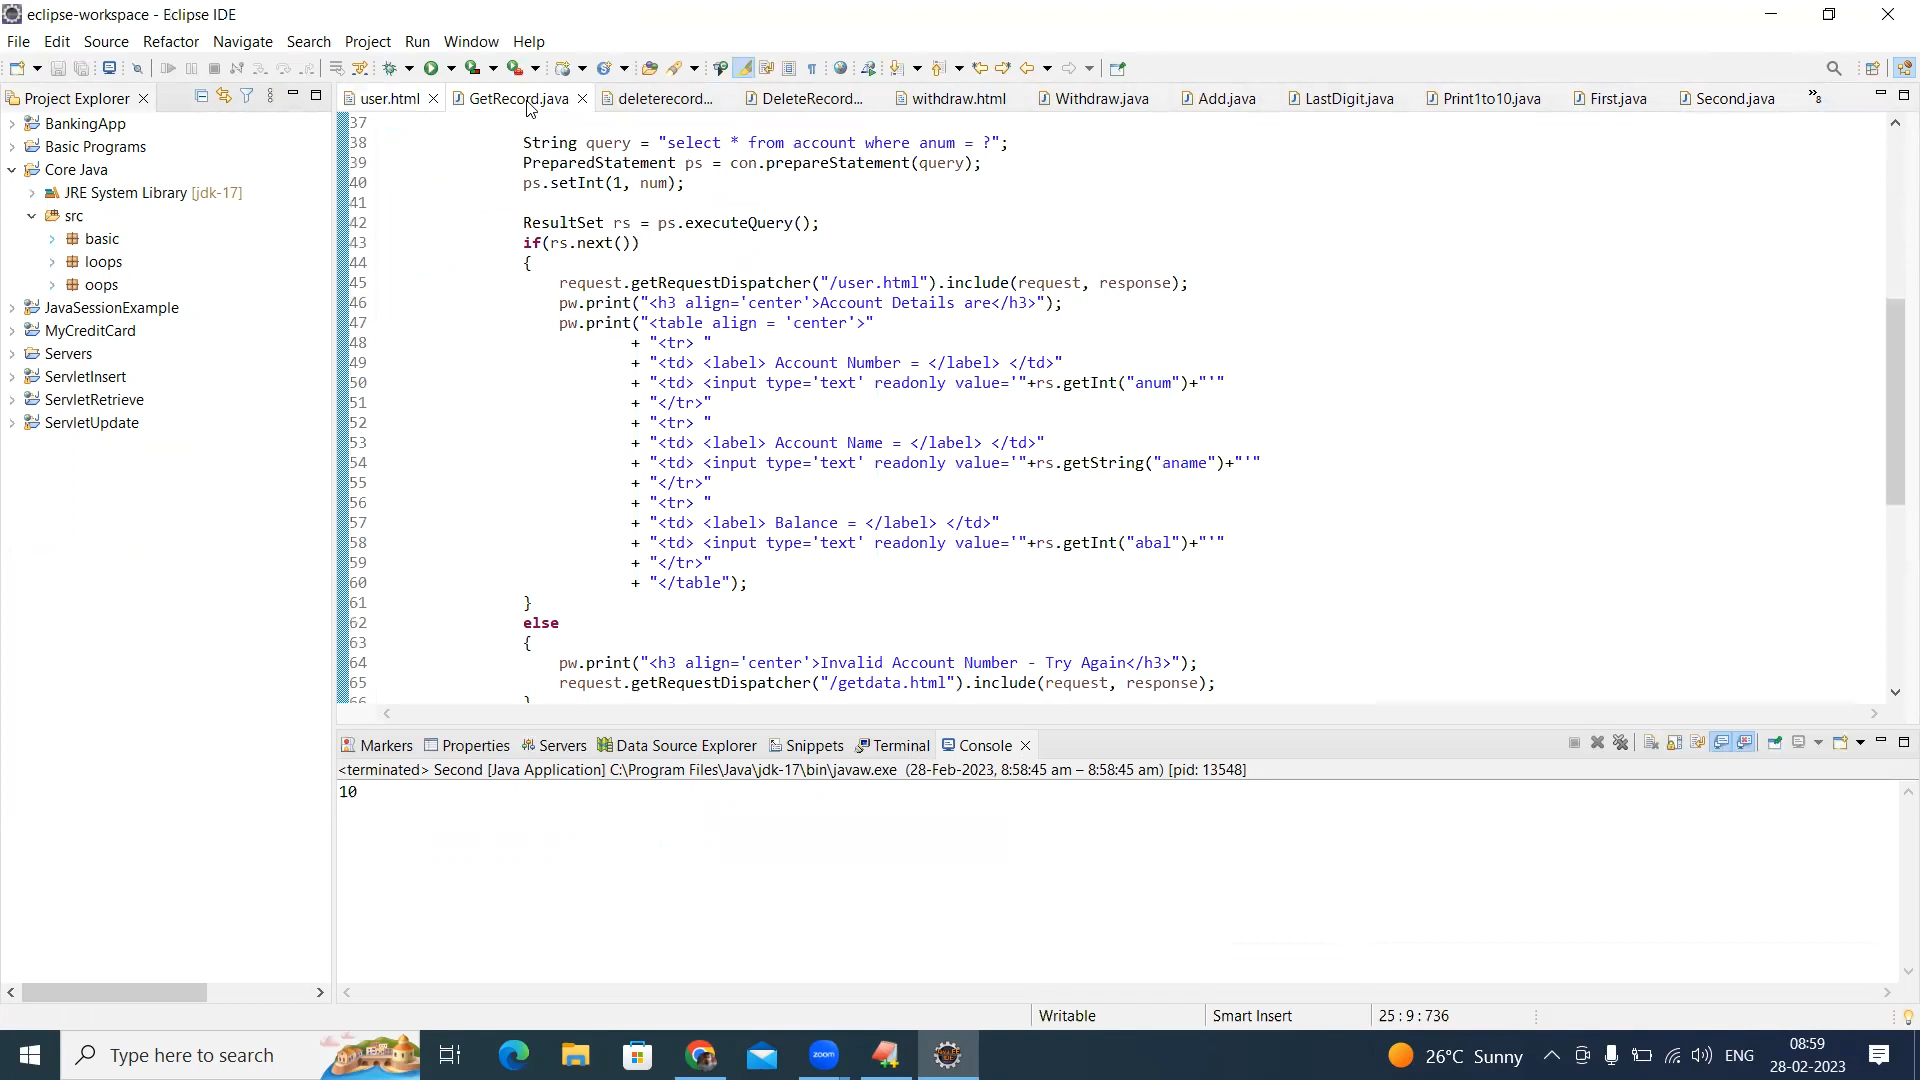 eclipse-workspace - Eclipse IDE
File Edit Source Refactor Navigate Search Project Run Window Help
Project Explorer
user.html
GetRecord.java
deleterecord...
DeleteRecord...
withdraw.html
Withdraw.java
Add.java
LastDigit.java
Print1to10.java
First.java
Second.java
»8
BankingApp
Basic Programs
Core Java
JRE System Library [jdk-17]
src
basic
loops
oops
JavaSessionExample
MyCreditCard
Servers
ServletInsert
ServletRetrieve
ServletUpdate
37
38 String query = "select * from account where anum = ?";
39 PreparedStatement ps = con.prepareStatement(query);
40 ps.setInt(1, num);
41
42 ResultSet rs = ps.executeQuery();
43 if(rs.next())
44 {
45 request.getRequestDispatcher("/user.html").include(request, response);
46 pw.print("<h3 align='center'>Account Details are</h3>");
47 pw.print("<table align = 'center'>"
48 + "<tr> "
49 + "<td> <label> Account Number = </label> </td>"
50 + "<td> <input type='text' readonly value='"+rs.getInt("anum")+"'"
51 + "</tr>"
52 + "<tr> "
53 + "<td> <label> Account Name = </label> </td>"
54 + "<td> <input type='text' readonly value='"+rs.getString("aname")+"'"
55 + "</tr>"
56 + "<tr> "
57 + "<td> <label> Balance = </label> </td>"
58 + "<td> <input type='text' readonly value='"+rs.getInt("abal")+"'"
59 + "</tr>"
60 + "</table");
61 }
62 else
63 {
64 pw.print("<h3 align='center'>Invalid Account Number - Try Again</h3>");
65 request.getRequestDispatcher("/getdata.html").include(request, response);
66 }
Markers Properties Servers Data Source Explorer Snippets Terminal Console
<terminated> Second [Java Application] C:\Program Files\Java\jdk-17\bin\javaw.exe (28-Feb-2023, 8:58:45 am – 8:58:45 am) [pid: 13548]
10
Writable
Smart Insert
25 : 9 : 736
Type here to search
zoom
26°C Sunny
ENG
08:59
28-02-2023